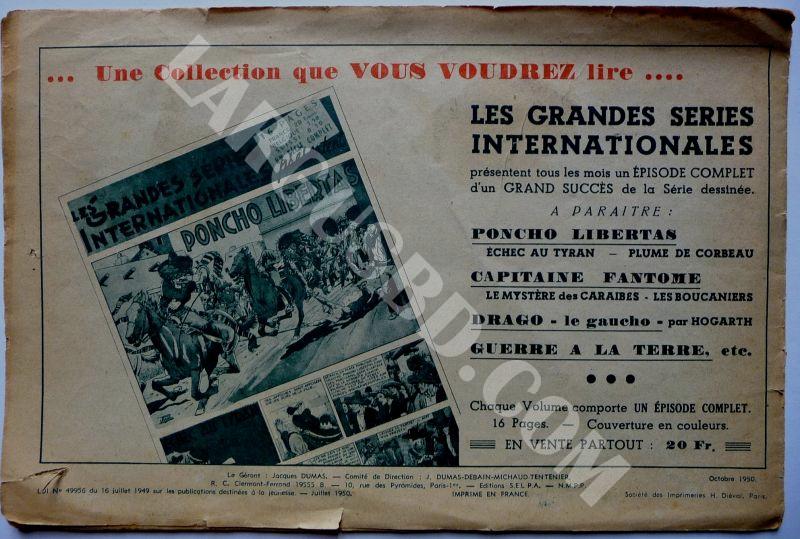 ... Une Collection que VOUS VOUDREZ lire ....
LES GRANDES SERIES
INTERNATIONALES
présentent tous les mois un ÉPISODE COMPLET
d'un GRAND SUCCÈS de la Série dessinée.
A PARAITRE :
PONCHO LIBERTAS
ÉCHEC AU TYRAN — PLUME DE CORBEAU
CAPITAINE FANTOME
LE MYSTÈRE des CARAIBES - LES BOUCANIERS
DRAGO - le gaucho - par HOGARTH
GUERRE A LA TERRE, etc.
Chaque Volume comporte UN ÉPISODE COMPLET.
16 Pages. — Couverture en couleurs.
EN VENTE PARTOUT : 20 Fr.
16 PAGES
COMPLET
LES GRANDES SÉRIES
INTERNATIONALES
présentent
PONCHO LIBERTAS
Le Gérant : Jacques DUMAS. — Comité de Direction : J. DUMAS-DEBAIN-MICHAUD-TENTENIER.
Octobre 1950.
R. C. Clermont-Ferrand 19555 B. — 10, rue des Pyramides, Paris-1er, — Editions S.E.L.P.A. — N.M.P.P.
Loi N° 49956 du 16 juillet 1949 sur les publications destinées à la jeunesse. — Juillet 1950.
IMPRIME EN FRANCE.
Société des Imprimeries H. Diéval, Paris.
LARGUSBD.COM